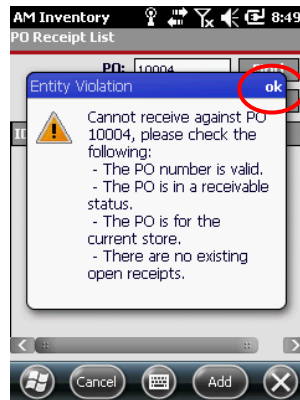 AM Inventory 8:49
PO Receipt List
PO: 10004
Entity Violation ok
Cannot receive against PO
10004, please check the
following:
- The PO number is valid.
- The PO is in a receivable
status.
- The PO is for the
current store.
- There are no existing
open receipts.
Cancel Add